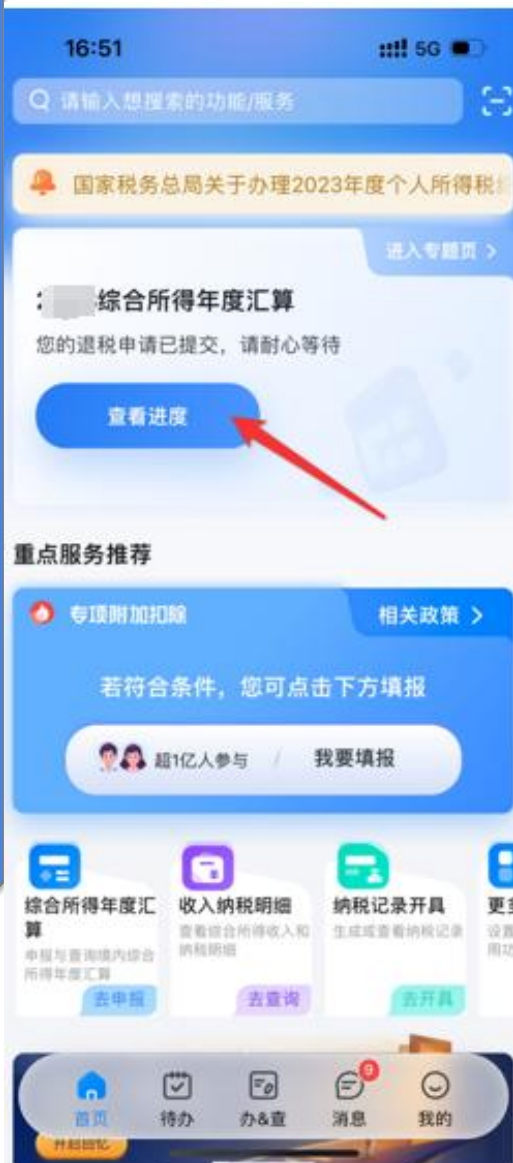 16:51
5G
请输入想搜索的功能/服务
国家税务总局关于办理2023年度个人所得税
进入专题页 >
综合所得年度汇算
您的退税申请已提交，请耐心等待
查看进度
重点服务推荐
专项附加扣除
相关政策 >
若符合条件，您可点击下方填报
超1亿人参与 / 我要填报
综合所得年度汇
算
申报与查询境内综合
所得年度汇算
去申报
收入纳税明细
查看综合所得收入和
纳税明细
去查询
纳税记录开具
生成或查看纳税记录
去开具
更
设置
用功
9
首页
待办
办&查
消息
我的
开启回忆